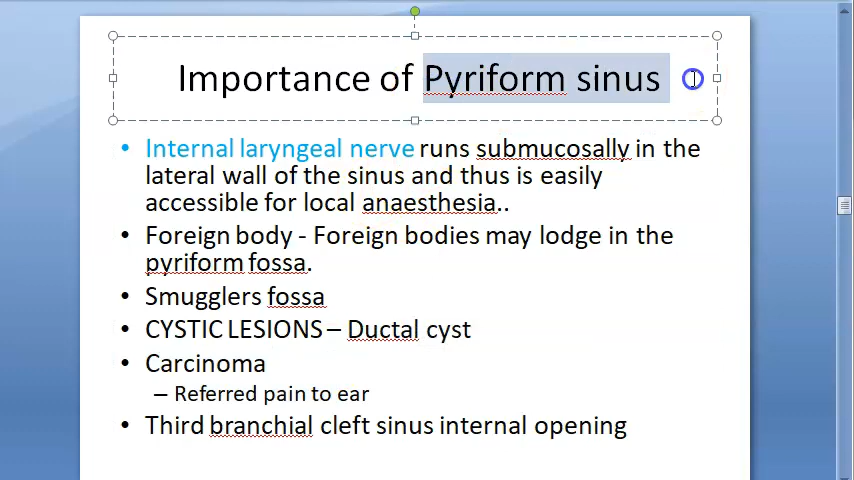 Importance of Pyriform sinus
• Internal laryngeal nerve runs submucosally in the
lateral wall of the sinus and thus is easily
accessible for local anaesthesia..
• Foreign body - Foreign bodies may lodge in the
pyriform fossa.
• Smugglers fossa
• CYSTIC LESIONS – Ductal cyst
• Carcinoma
– Referred pain to ear
• Third branchial cleft sinus internal opening